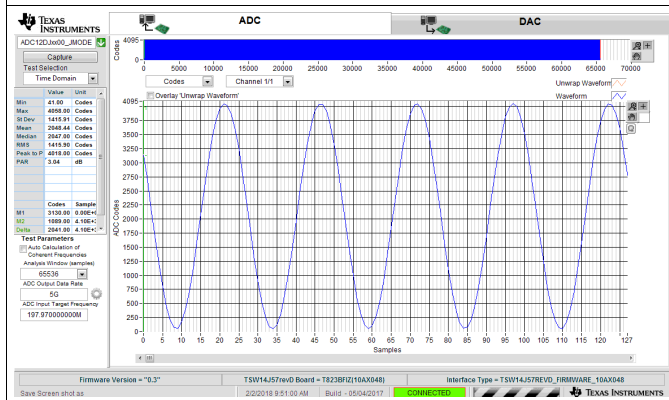 TEXAS INSTRUMENTS
ADC
DAC
ADC12DJxx00_JMODE
Capture
Test Selection
Time Domain
Value Unit
Min 41.00 Codes
Max 4058.00 Codes
St Dev 1415.91 Codes
Mean 2048.44 Codes
Median 2047.00 Codes
RMS 1415.90 Codes
Peak to P 4018.00 Codes
PAR 3.04 dB
Codes Sample
M1 3130.00 0.00E+
M2 1089.00 4.10E+
Delta 2041.00 4.10E+
Test Parameters
Auto Calculation of
Coherent Frequencies
Analysis Window (samples)
65536
ADC Output Data Rate
5G
ADC Input Target Frequency
197.970000000M
Codes
4095
0
0 5000 10000 15000 20000 25000 30000 35000 40000 45000 50000 55000 60000 65000 70000
Codes
Channel 1/1
Unwrap Waveform
Overlay 'Unwrap Waveform'
Waveform
ADC Codes
4095
3750
3500
3250
3000
2750
2500
2250
2000
1750
1500
1250
1000
750
500
250
0
0 5 10 15 20 25 30 35 40 45 50 55 60 65 70 75 80 85 90 95 100 105 110 115 120 127
Samples
Firmware Version = "0.3"
TSW14J57revD Board = T823BFIZ(10AX048)
Interface Type = TSW14J57REVD_FIRMWARE_10AX048
Save Screen shot as
2/2/2018 9:51:00 AM
Build - 05/04/2017
CONNECTED
TEXAS INSTRUMENTS